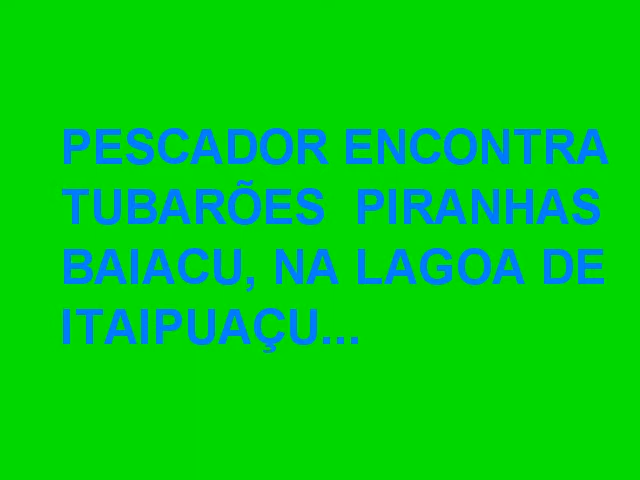 PESCADOR ENCONTRA
TUBARÕES  PIRANHAS
BAIACU, NA LAGOA DE
ITAIPUAÇU...